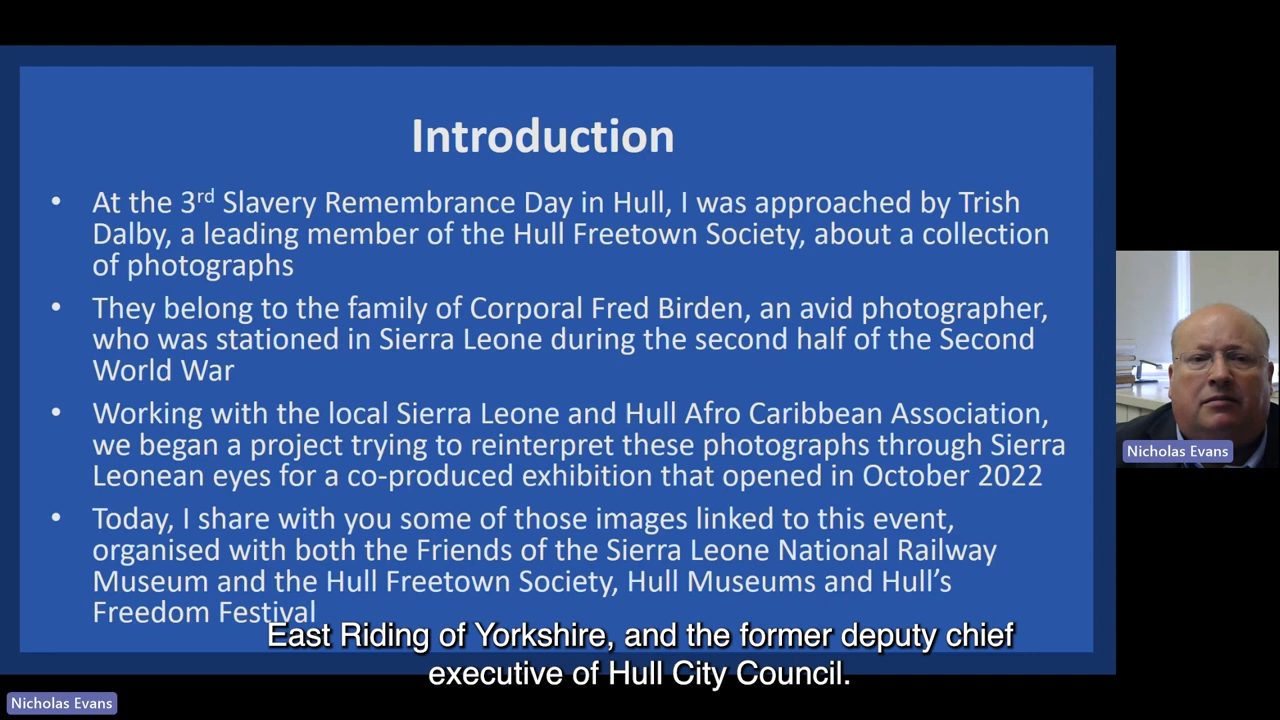 Introduction
• At the 3rd Slavery Remembrance Day in Hull, I was approached by Trish
Dalby, a leading member of the Hull Freetown Society, about a collection
of photographs
• They belong to the family of Corporal Fred Birden, an avid photographer,
who was stationed in Sierra Leone during the second half of the Second
World War
• Working with the local Sierra Leone and Hull Afro Caribbean Association,
we began a project trying to reinterpret these photographs through Sierra
Leonean eyes for a co-produced exhibition that opened in October 2022
• Today, I share with you some of those images linked to this event,
organised with both the Friends of the Sierra Leone National Railway
Museum and the Hull Freetown Society, Hull Museums and Hull's
Freedom Festival
East Riding of Yorkshire, and the former deputy chief
executive of Hull City Council.
Nicholas Evans
Nicholas Evans